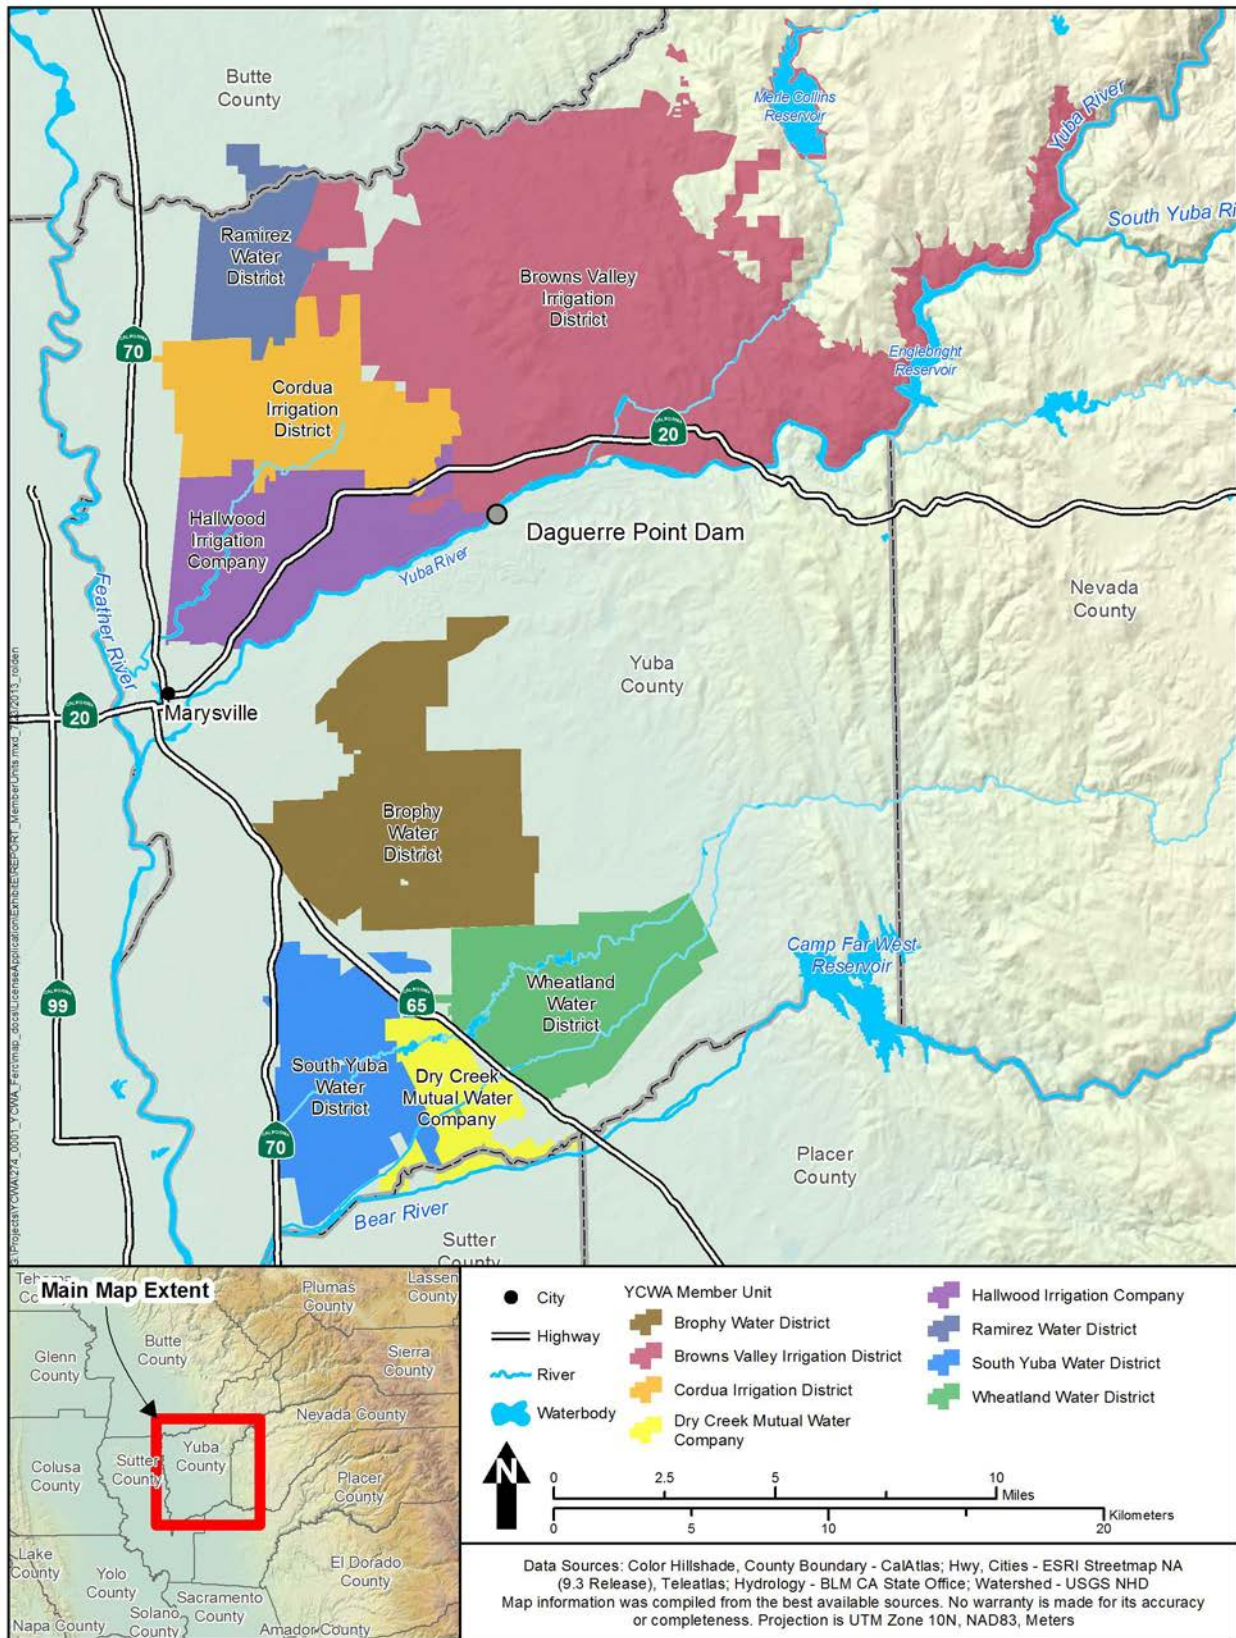 Butte
County
Merle Collins
Reservoir
Yuba River
South Yuba Ri
Ramirez
Water
District
Browns Valley
Irrigation
District
CALIFORNIA
70
Englebright
Reservoir
Cordua
Irrigation
District
CALIFORNIA
20
Hallwood
Irrigation
Company
Daguerre Point Dam
Yuba River
Feather River
Nevada
County
Yuba
County
CALIFORNIA
20
Marysville
Brophy
Water
District
Camp Far West
Reservoir
Wheatland
Water
District
CALIFORNIA
99
CALIFORNIA
65
South Yuba
Water
District
Dry Creek
Mutual Water
Company
CALIFORNIA
70
Placer
County
Bear River
Sutter
County
Main Map Extent
Plumas
County
Lassen
County
Butte
County
Glenn
County
Sierra
County
Nevada County
Yuba
County
Sutter
County
Colusa
County
Placer
County
Lake
County
Yolo
County
El Dorado
County
Sacramento
County
Solano
County
Napa County
Amador County
City
Highway
River
Waterbody
N
YCWA Member Unit
Brophy Water District
Browns Valley Irrigation District
Cordua Irrigation District
Dry Creek Mutual Water
Company
Hallwood Irrigation Company
Ramirez Water District
South Yuba Water District
Wheatland Water District
0 2.5 5 10
Miles
Kilometers
0 5 10 20
Data Sources: Color Hillshade, County Boundary - CalAtlas; Hwy, Cities - ESRI Streetmap NA
(9.3 Release), Teleatlas; Hydrology - BLM CA State Office; Watershed - USGS NHD
Map information was compiled from the best available sources. No warranty is made for its accuracy
or completeness. Projection is UTM Zone 10N, NAD83, Meters